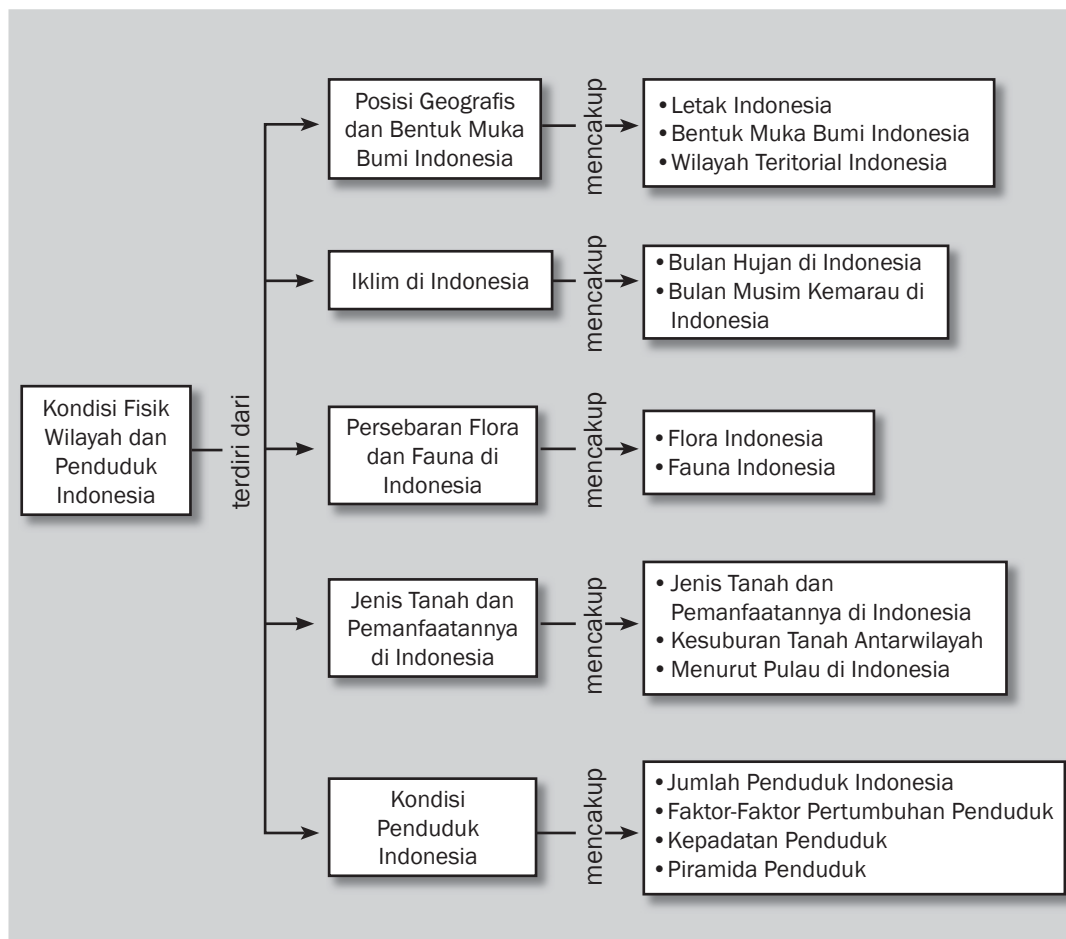 Kondisi Fisik
Wilayah dan
Penduduk
Indonesia
terdiri dari
Posisi Geografis
dan Bentuk Muka
Bumi Indonesia
mencakup
• Letak Indonesia
• Bentuk Muka Bumi Indonesia
• Wilayah Teritorial Indonesia
Iklim di Indonesia
mencakup
• Bulan Hujan di Indonesia
• Bulan Musim Kemarau di
Indonesia
Persebaran Flora
dan Fauna di
Indonesia
mencakup
• Flora Indonesia
• Fauna Indonesia
Jenis Tanah dan
Pemanfaatannya
di Indonesia
mencakup
• Jenis Tanah dan
Pemanfaatannya di Indonesia
• Kesuburan Tanah Antarwilayah
• Menurut Pulau di Indonesia
Kondisi
Penduduk
Indonesia
mencakup
• Jumlah Penduduk Indonesia
• Faktor-Faktor Pertumbuhan Penduduk
• Kepadatan Penduduk
• Piramida Penduduk